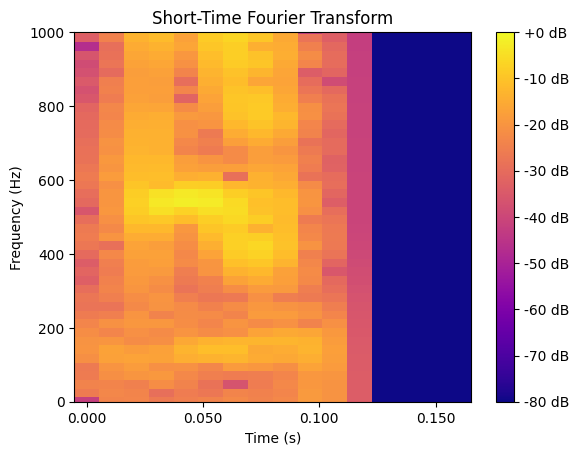 Short-Time Fourier Transform
1000
800
600
400
200
0
Frequency (Hz)
0.000
0.050
0.100
0.150
Time (s)
+0 dB
-10 dB
-20 dB
-30 dB
-40 dB
-50 dB
-60 dB
-70 dB
-80 dB